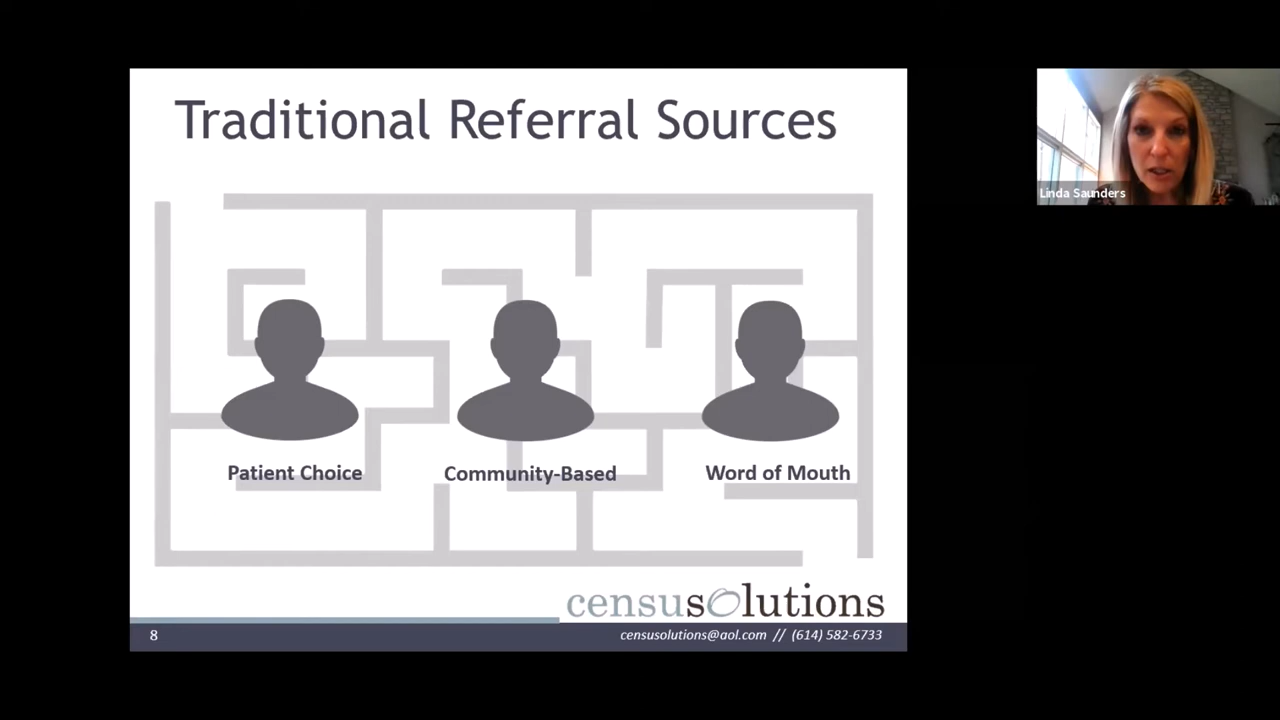 Traditional Referral Sources
Linda Saunders
Patient Choice
Community-Based
Word of Mouth
censusolutions
8
censusolutions@aol.com // (614) 582-6733